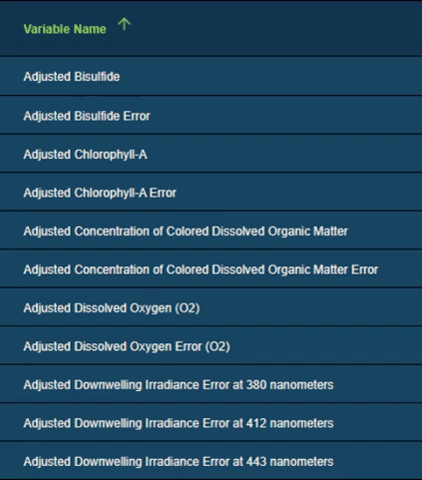 Variable Name ↑
Adjusted Bisulfide
Adjusted Bisulfide Error
Adjusted Chlorophyll-A
Adjusted Chlorophyll-A Error
Adjusted Concentration of Colored Dissolved Organic Matter
Adjusted Concentration of Colored Dissolved Organic Matter Error
Adjusted Dissolved Oxygen (O2)
Adjusted Dissolved Oxygen Error (O2)
Adjusted Downwelling Irradiance Error at 380 nanometers
Adjusted Downwelling Irradiance Error at 412 nanometers
Adjusted Downwelling Irradiance Error at 443 nanometers